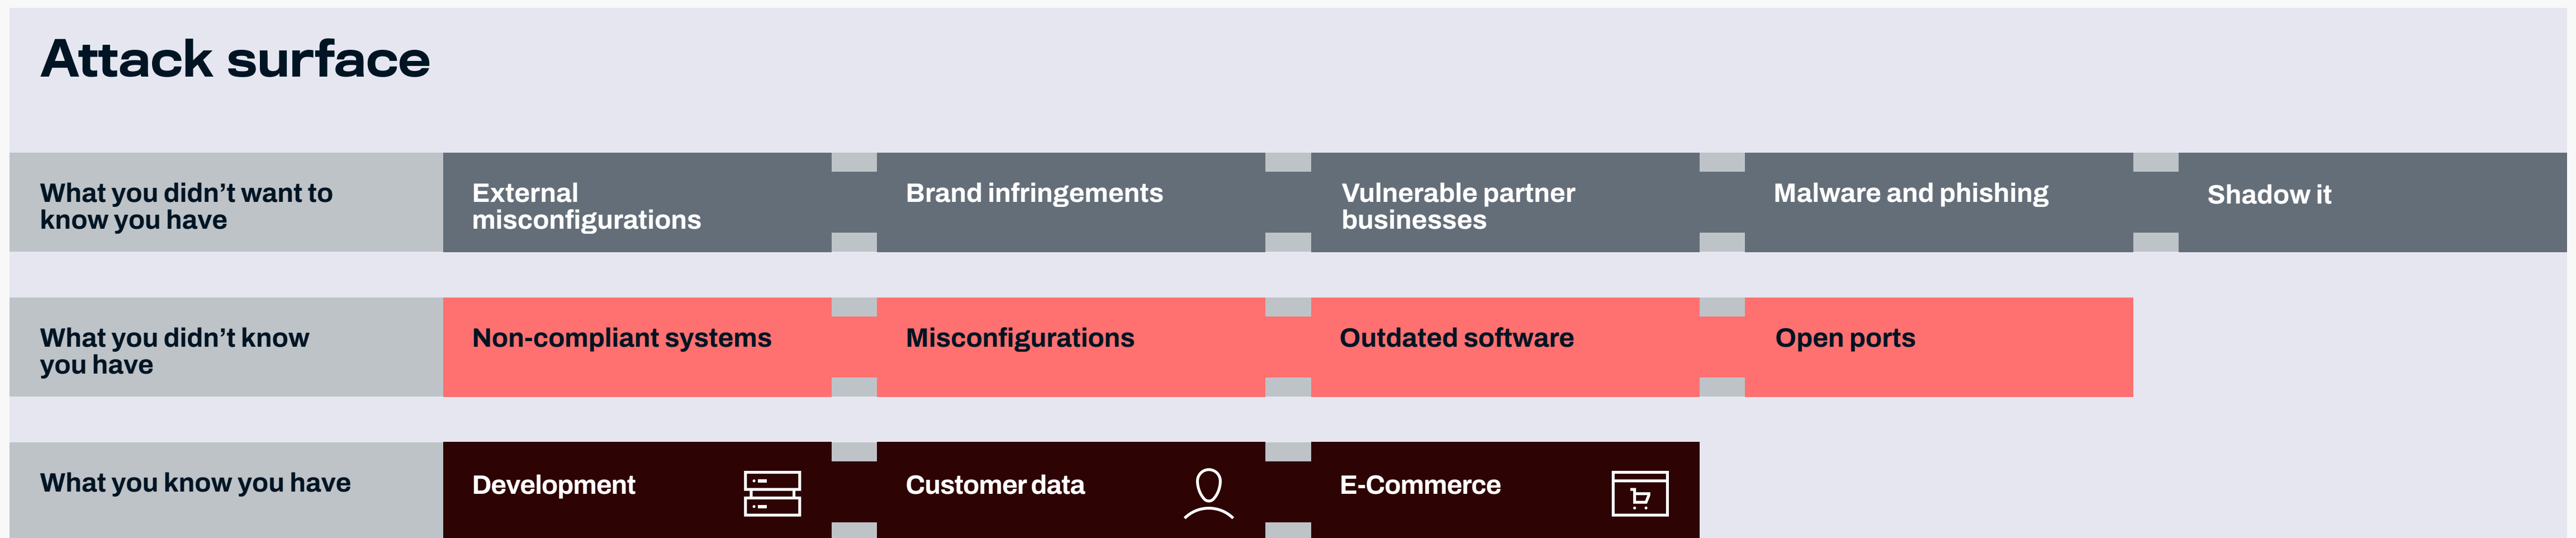 Attack surface
What you didn’t want to
know you have
External
misconfigurations
Brand infringements
Vulnerable partner
businesses
Malware and phishing
Shadow it
What you didn’t know
you have
Non-compliant systems
Misconfigurations
Outdated software
Open ports
What you know you have
Development
Customer data
E-Commerce